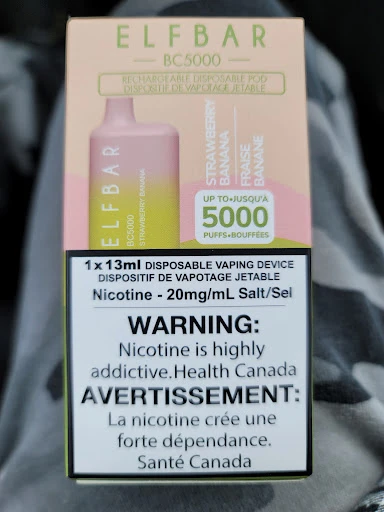 ELFBAR
BC5000
RECHARGEABLE DISPOSABLE POD
DISPOSITIF DE VAPOTAGE JETABLE
STRAWBERRY
BANANA
FRAISE
BANANE
ELFBAR
BC5000
STRAWBERRY BANANA
UP TO•JUSQU'À
5000
PUFFS•BOUFFÉES
1 x 13ml DISPOSABLE VAPING DEVICE
DISPOSITIF DE VAPOTAGE JETABLE
Nicotine - 20mg/mL Salt/Sel
WARNING:
Nicotine is highly
addictive.Health Canada
AVERTISSEMENT:
La nicotine crée une
forte dépendance.
Santé Canada